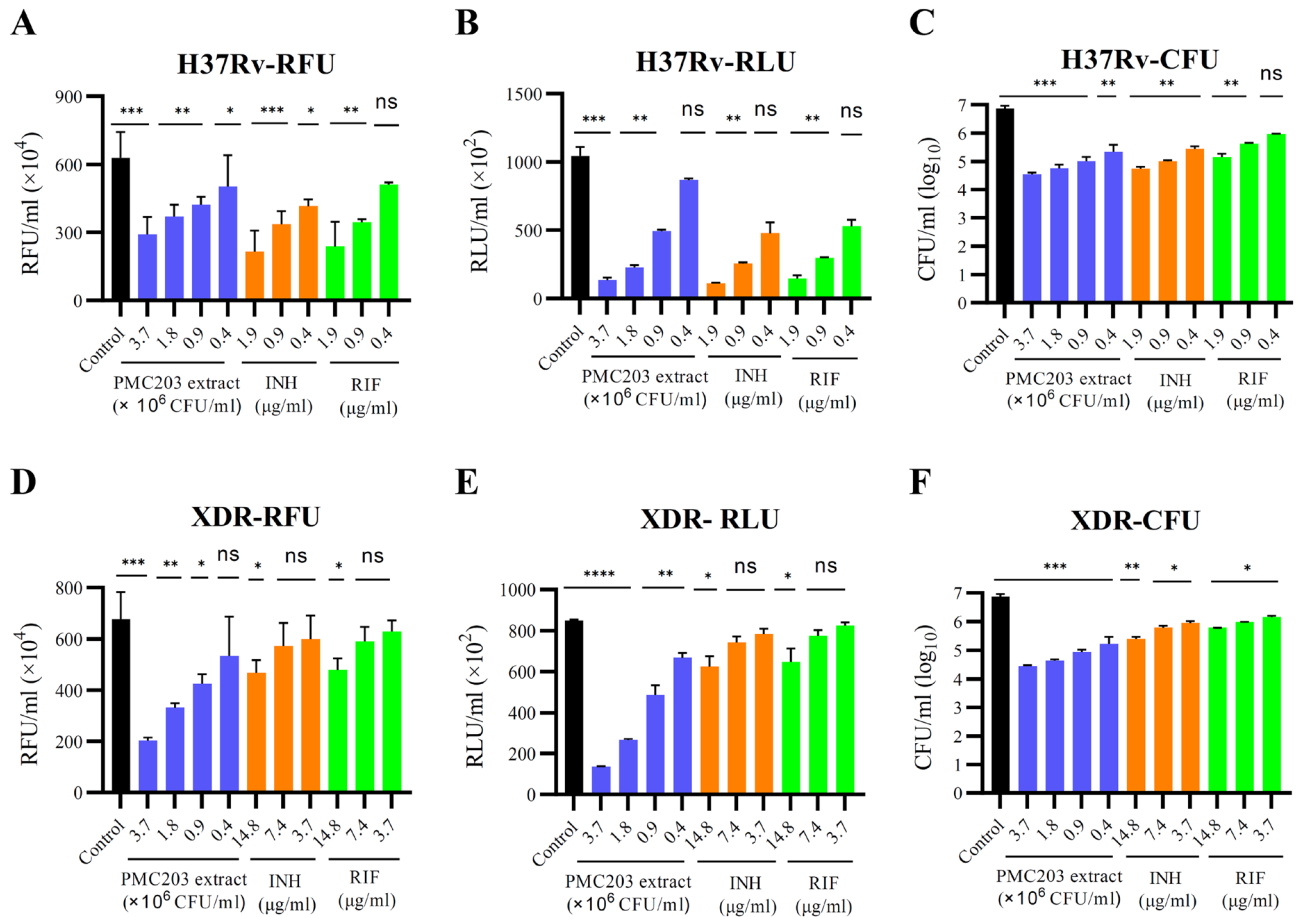 A
H37Rv-RFU
*** ** * *** * ** ns
RFU/ml (×10⁴)
900
600
300
0
Control 3.7 1.8 0.9 0.4 1.9 0.9 0.4 1.9 0.9 0.4
PMC203 extract INH RIF
(× 10⁶ CFU/ml) (μg/ml) (μg/ml)
B
H37Rv-RLU
*** ** ns ** ns ** ns
RLU/ml (×10²)
1500
1000
500
0
Control 3.7 1.8 0.9 0.4 1.9 0.9 0.4 1.9 0.9 0.4
PMC203 extract INH RIF
(×10⁶ CFU/ml) (μg/ml) (μg/ml)
C
H37Rv-CFU
*** ** ** ** ns
CFU/ml (log₁₀)
7
6
5
4
2
1
0
Control 3.7 1.8 0.9 0.4 1.9 0.9 0.4 1.9 0.9 0.4
PMC203 extract INH RIF
(×10⁶ CFU/ml) (μg/ml) (μg/ml)
D
XDR-RFU
*** ** * ns * ns * ns
RFU/ml (×10⁴)
800
600
400
200
0
Control 3.7 1.8 0.9 0.4 14.8 7.4 3.7 14.8 7.4 3.7
PMC203 extract INH RIF
(×10⁶ CFU/ml) (μg/ml) (μg/ml)
E
XDR- RLU
**** ** * ns * ns
RLU/ml (×10²)
1000
800
600
400
200
0
Control 3.7 1.8 0.9 0.4 14.8 7.4 3.7 14.8 7.4 3.7
PMC203 extract INH RIF
(×10⁶ CFU/ml) (μg/ml) (μg/ml)
F
XDR-CFU
*** ** * *
CFU/ml (log₁₀)
7
6
5
4
2
1
0
Control 3.7 1.8 0.9 0.4 14.8 7.4 3.7 14.8 7.4 3.7
PMC203 extract INH RIF
(×10⁶ CFU/ml) (μg/ml) (μg/ml)